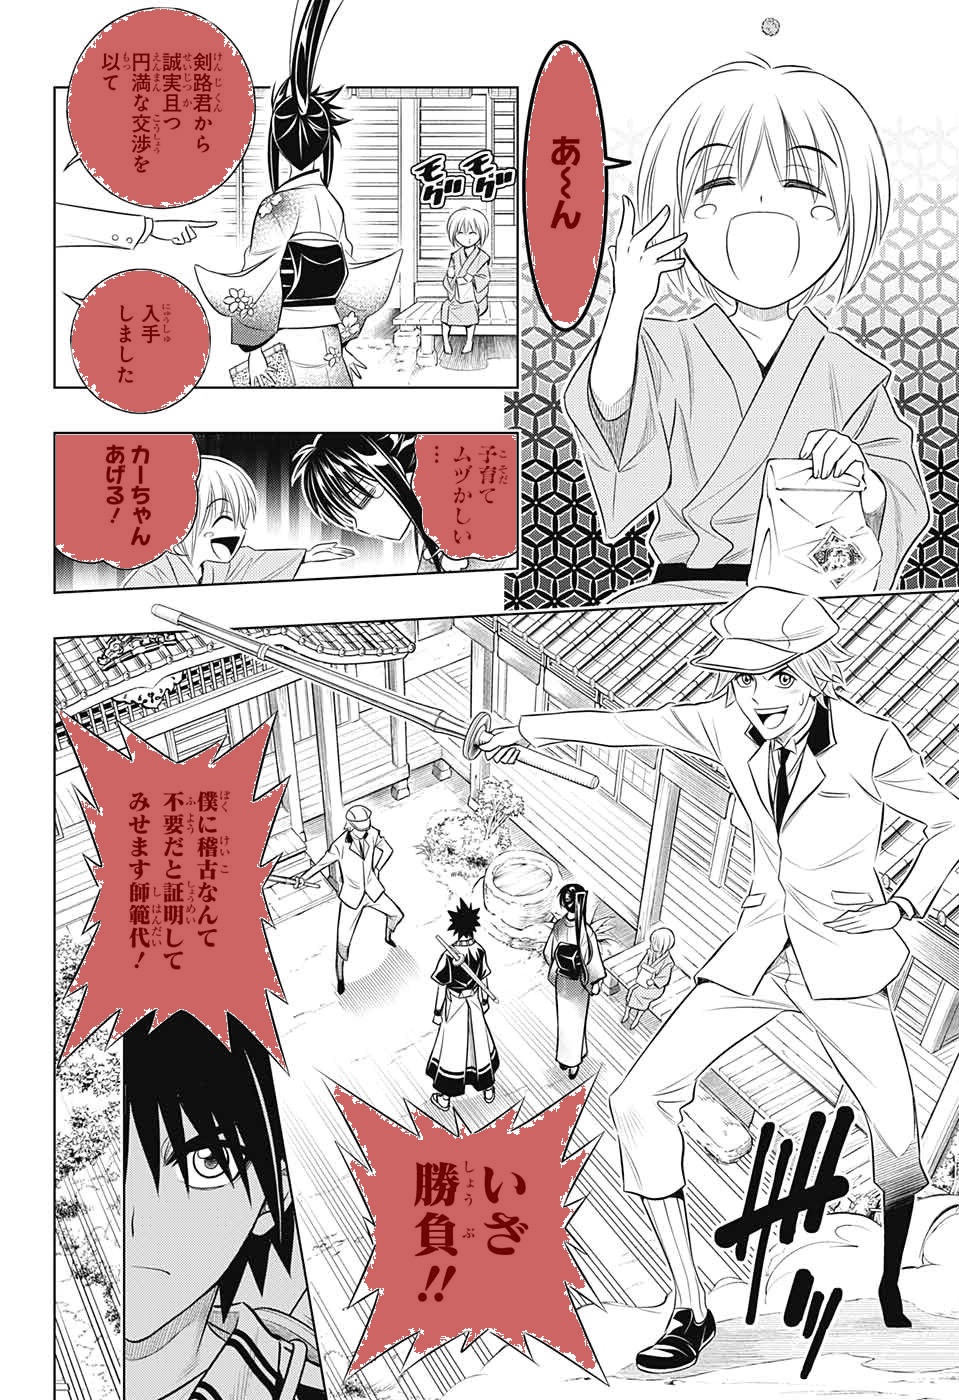 あ〜ん
モグ
モグ
剣路君から
誠実且つ
円満な交渉を
以て
入手
しました
子育て
ムヅかしい
…
カーちゃん
あげる！
僕に稽古なんて
不要だと証明して
みせます師範代！
いざ
勝負!!